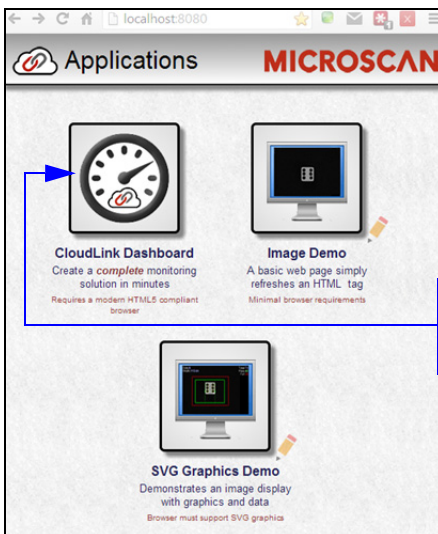 localhost:8080
Applications
MICROSCAN
CloudLink Dashboard
Create a complete monitoring
solution in minutes
Requires a modern HTML5 compliant
browser
Image Demo
A basic web page simply
refreshes an HTML tag
Minimal browser requirements
SVG Graphics Demo
Demonstrates an image display
with graphics and data
Browser must support SVG graphics